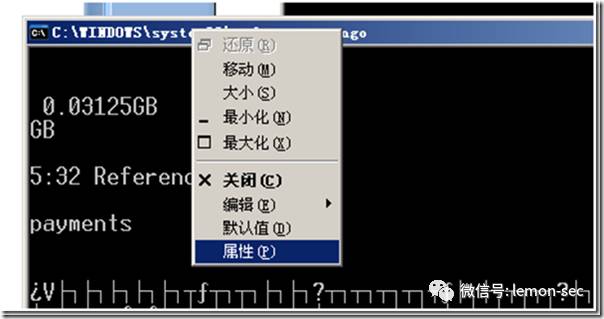 C:\WINDOWS\syste
ago
还原(R)
移动(M)
大小(S)
最小化(N)
最大化(X)
关闭(C)
编辑(E)
默认值(D)
属性(P)
0.03125GB
GB
5:32 Referenc
payments
¿V
?
?
微信号: lemon-sec